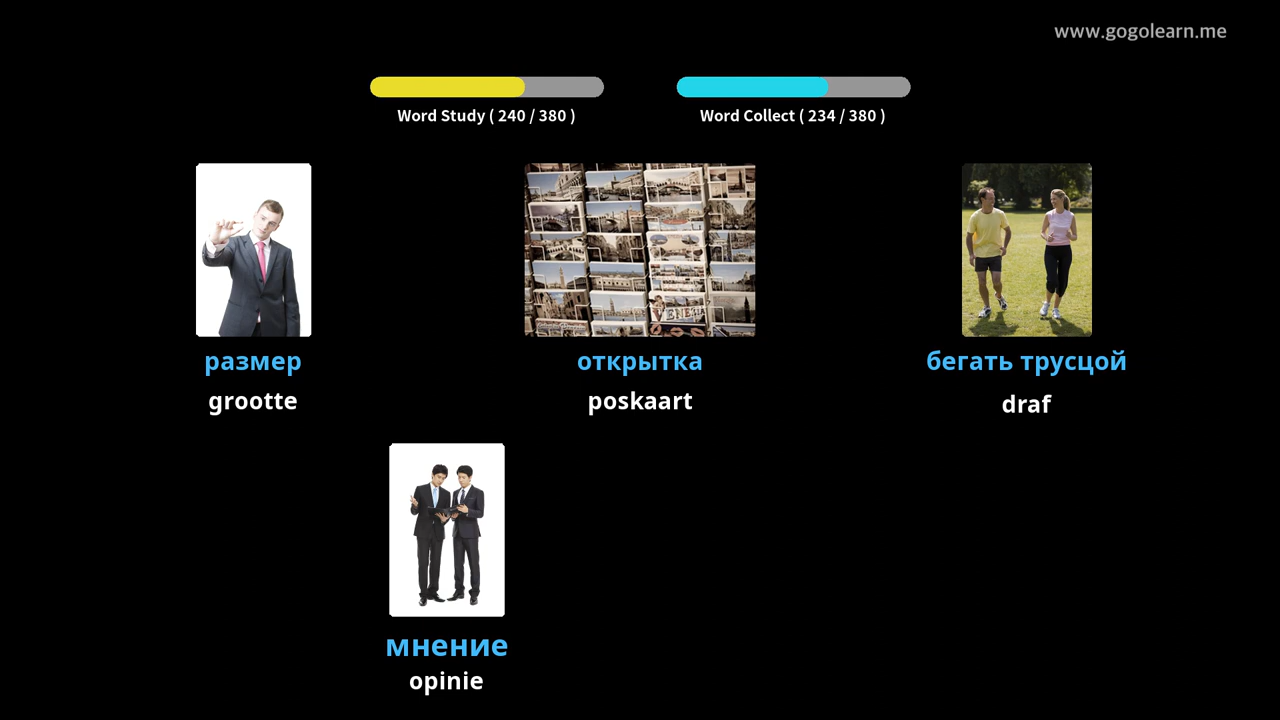 www.gogolearn.me
Word Study ( 240 / 380 )
Word Collect ( 234 / 380 )
размер
открытка
бегать трусцой
grootte
poskaart
draf
мнение
opinie